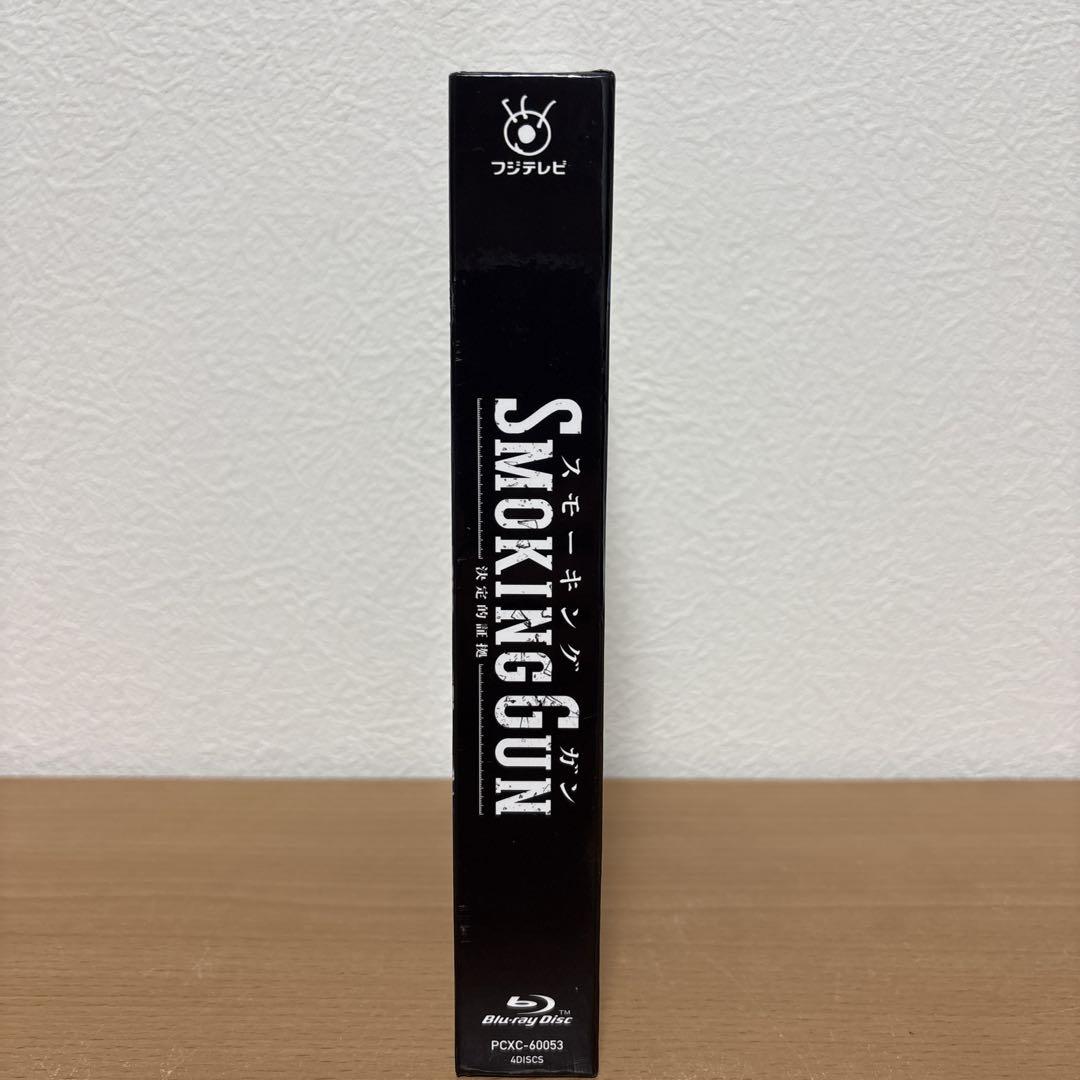 フジテレビ
スモーキング ガン
SMOKING GUN
決定的証拠
Blu-ray Disc™
PCXC-60053
4DISCS